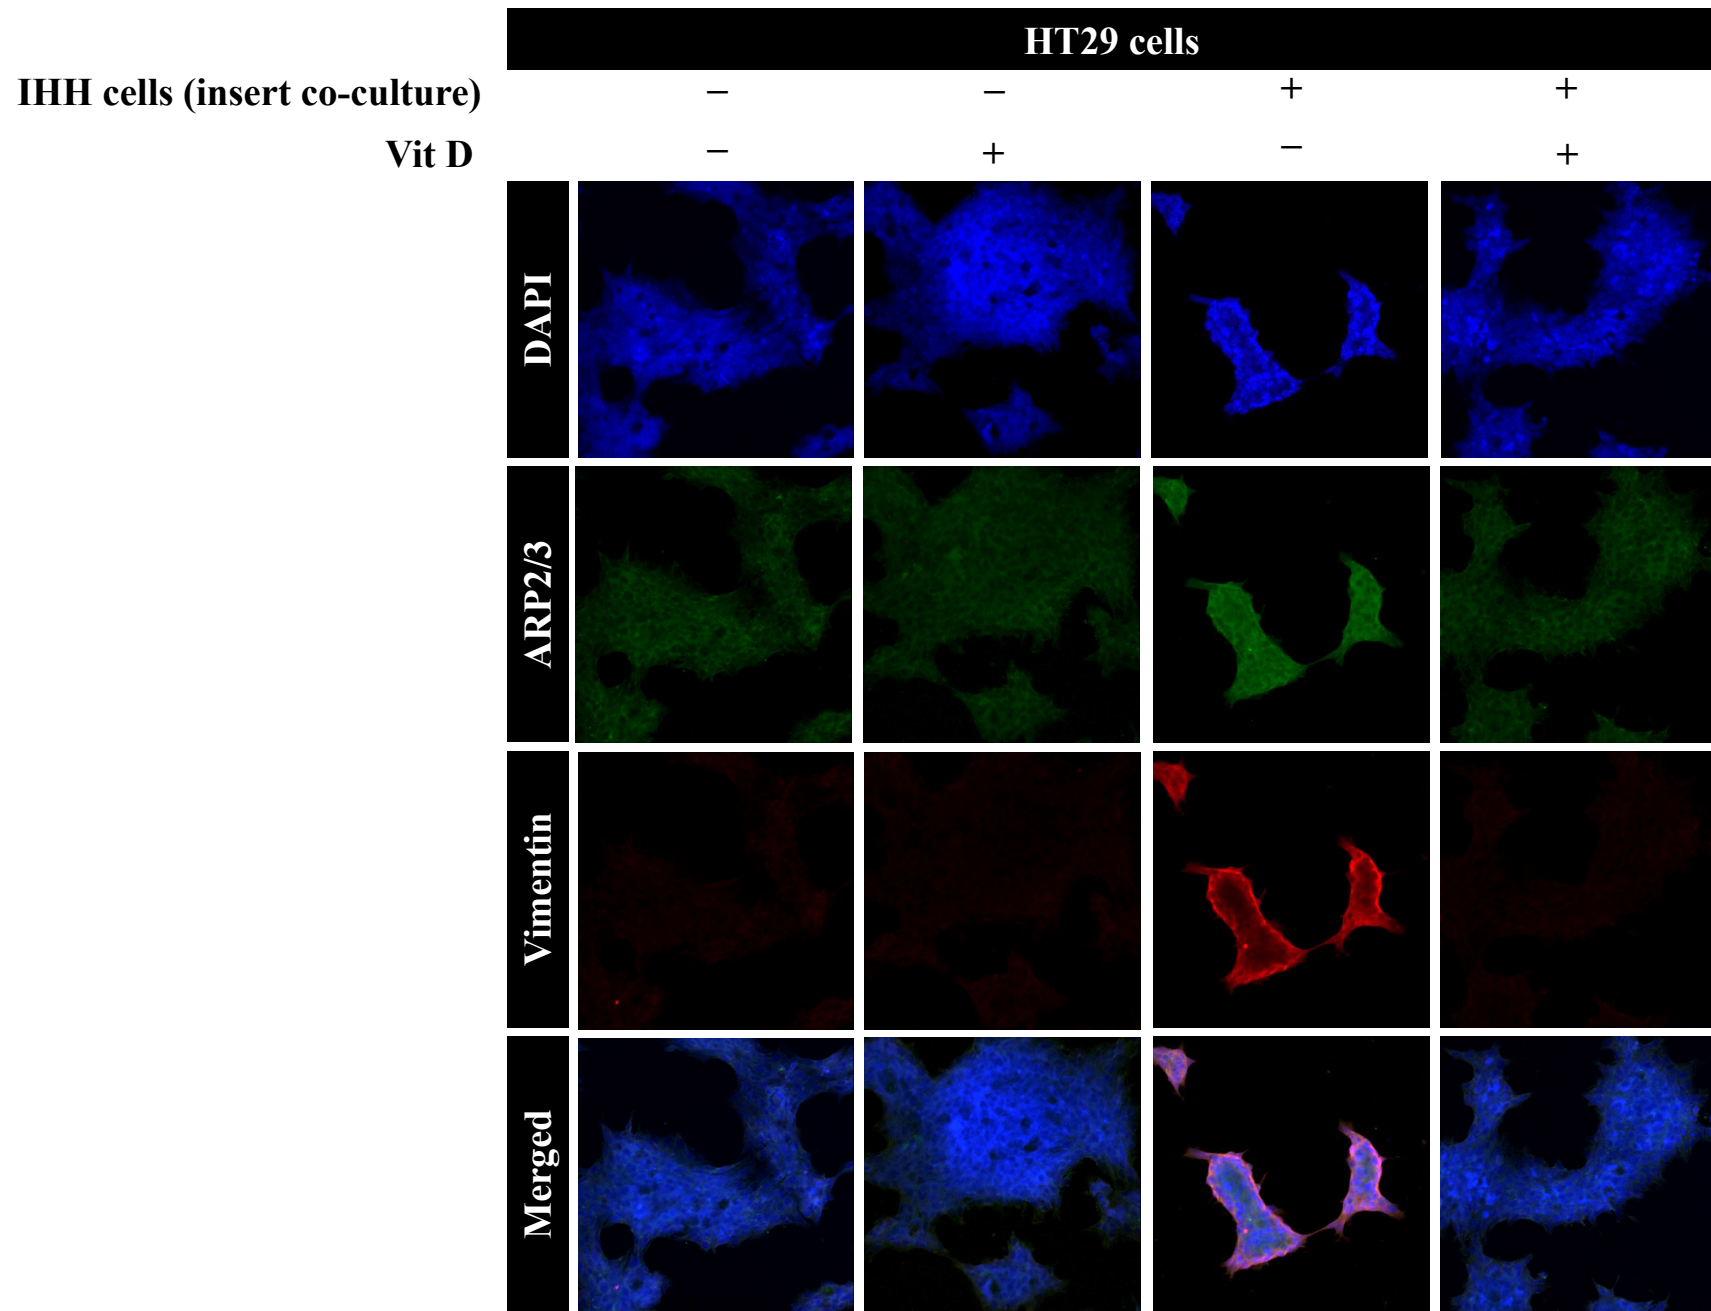 HT29 cells
IHH cells (insert co-culture) – – + +
Vit D – + – +
DAPI
ARP2/3
Vimentin
Merged